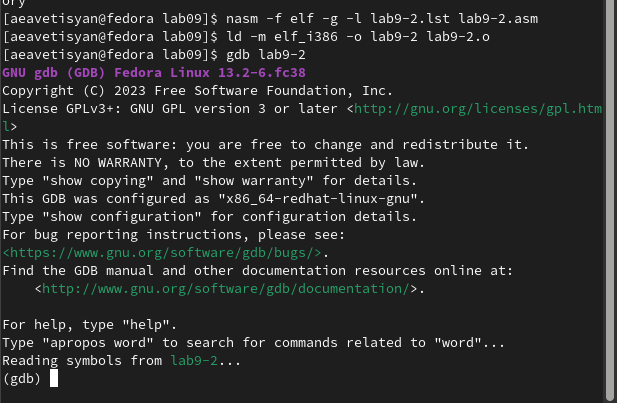 ory
[aeavetisyan@fedora lab09]$ nasm -f elf -g -l lab9-2.lst lab9-2.asm
[aeavetisyan@fedora lab09]$ ld -m elf_i386 -o lab9-2 lab9-2.o
[aeavetisyan@fedora lab09]$ gdb lab9-2
GNU gdb (GDB) Fedora Linux 13.2-6.fc38
Copyright (C) 2023 Free Software Foundation, Inc.
License GPLv3+: GNU GPL version 3 or later <http://gnu.org/licenses/gpl.htm
l>
This is free software: you are free to change and redistribute it.
There is NO WARRANTY, to the extent permitted by law.
Type "show copying" and "show warranty" for details.
This GDB was configured as "x86_64-redhat-linux-gnu".
Type "show configuration" for configuration details.
For bug reporting instructions, please see:
<https://www.gnu.org/software/gdb/bugs/>.
Find the GDB manual and other documentation resources online at:
    <http://www.gnu.org/software/gdb/documentation/>.

For help, type "help".
Type "apropos word" to search for commands related to "word"...
Reading symbols from lab9-2...
(gdb)